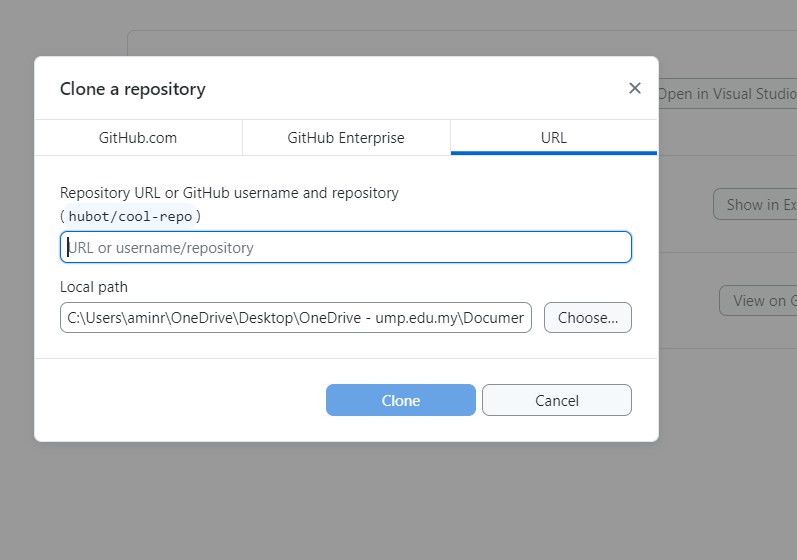 Clone a repository
Open in Visual Studio
GitHub.com
GitHub Enterprise
URL
Repository URL or GitHub username and repository
(hubot/cool-repo)
Show in Ex
URL or username/repository
Local path
View on G
C:\Users\aminr\OneDrive\Desktop\OneDrive - ump.edu.my\Documer
Choose...
Clone
Cancel